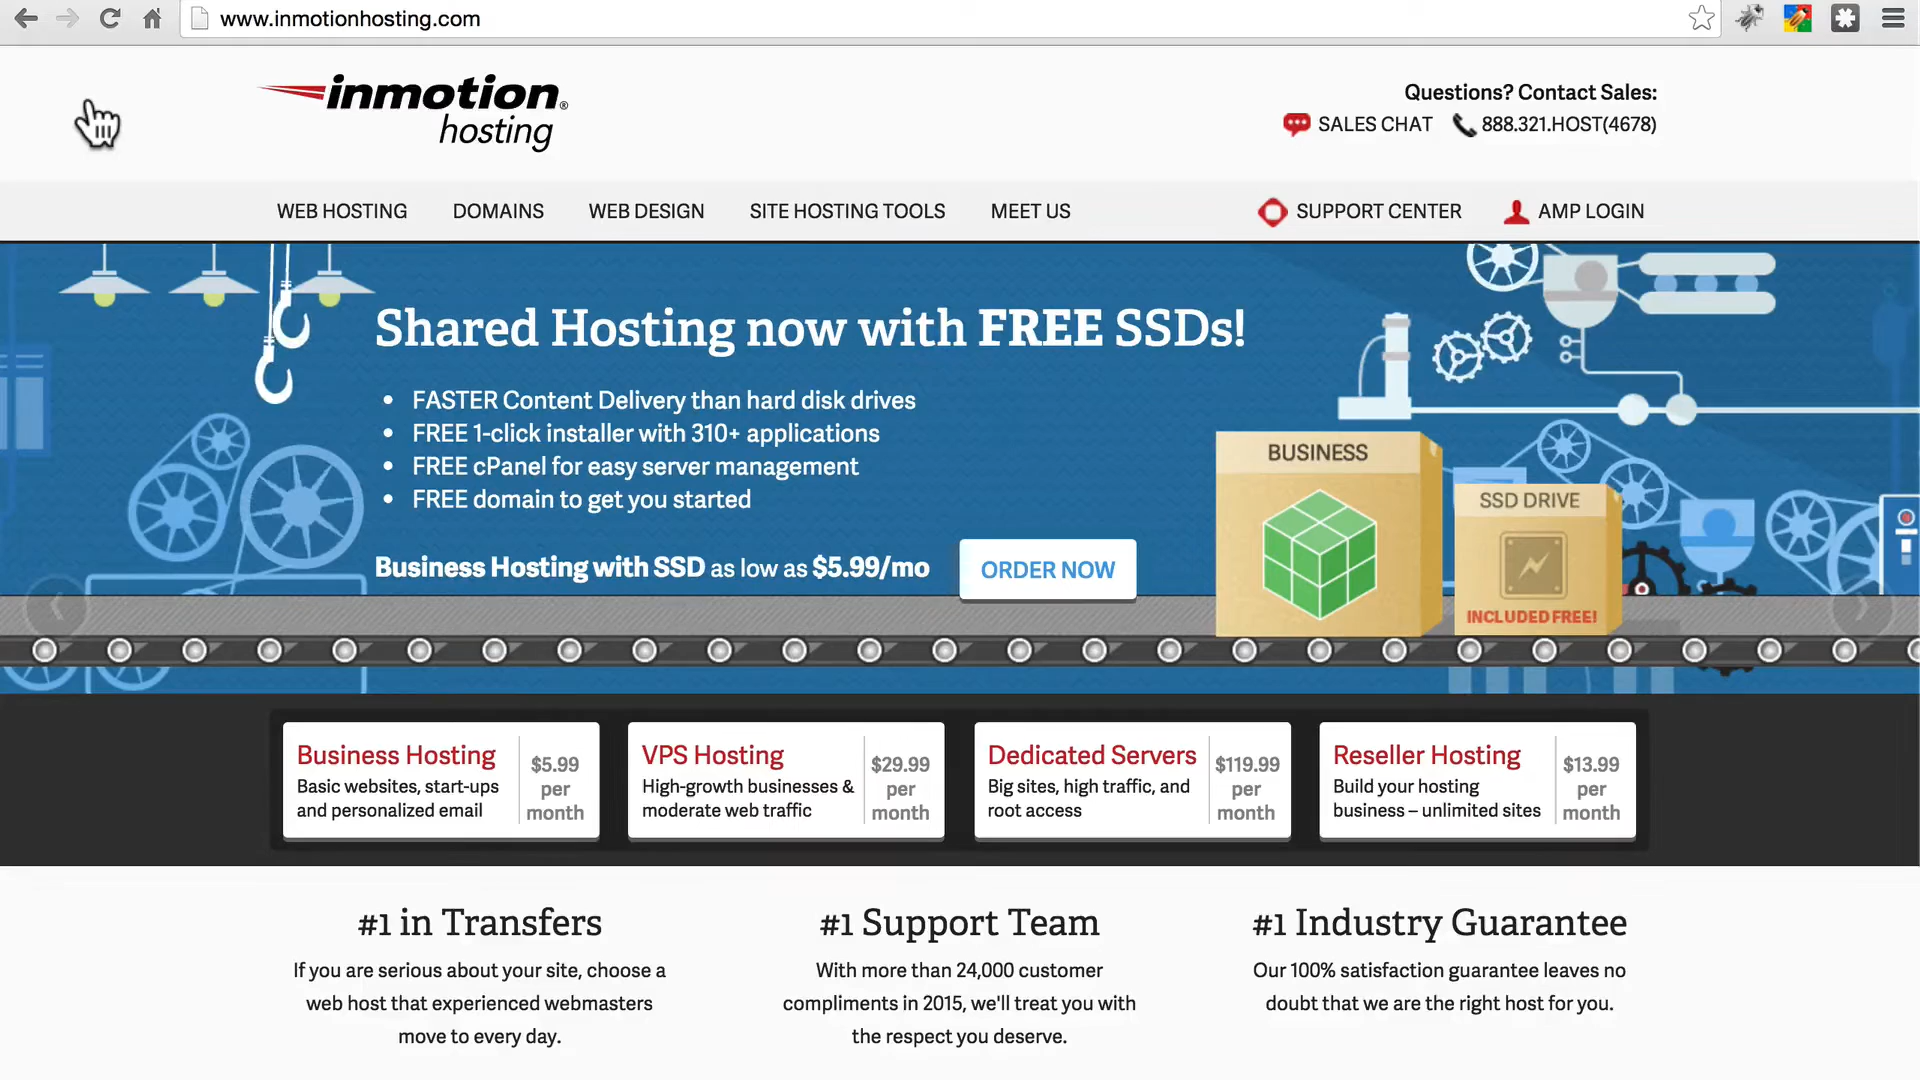 www.inmotionhosting.com
inmotion®
hosting
Questions? Contact Sales:
SALES CHAT 888.321.HOST(4678)
WEB HOSTING DOMAINS WEB DESIGN SITE HOSTING TOOLS MEET US SUPPORT CENTER AMP LOGIN
Shared Hosting now with FREE SSDs!
• FASTER Content Delivery than hard disk drives
• FREE 1-click installer with 310+ applications
• FREE cPanel for easy server management
• FREE domain to get you started
Business Hosting with SSD as low as $5.99/mo
ORDER NOW
BUSINESS
SSD DRIVE
INCLUDED FREE!
Business Hosting
Basic websites, start-ups
and personalized email
$5.99
per
month
VPS Hosting
High-growth businesses &
moderate web traffic
$29.99
per
month
Dedicated Servers
Big sites, high traffic, and
root access
$119.99
per
month
Reseller Hosting
Build your hosting
business – unlimited sites
$13.99
per
month
#1 in Transfers
If you are serious about your site, choose a
web host that experienced webmasters
move to every day.
#1 Support Team
With more than 24,000 customer
compliments in 2015, we'll treat you with
the respect you deserve.
#1 Industry Guarantee
Our 100% satisfaction guarantee leaves no
doubt that we are the right host for you.